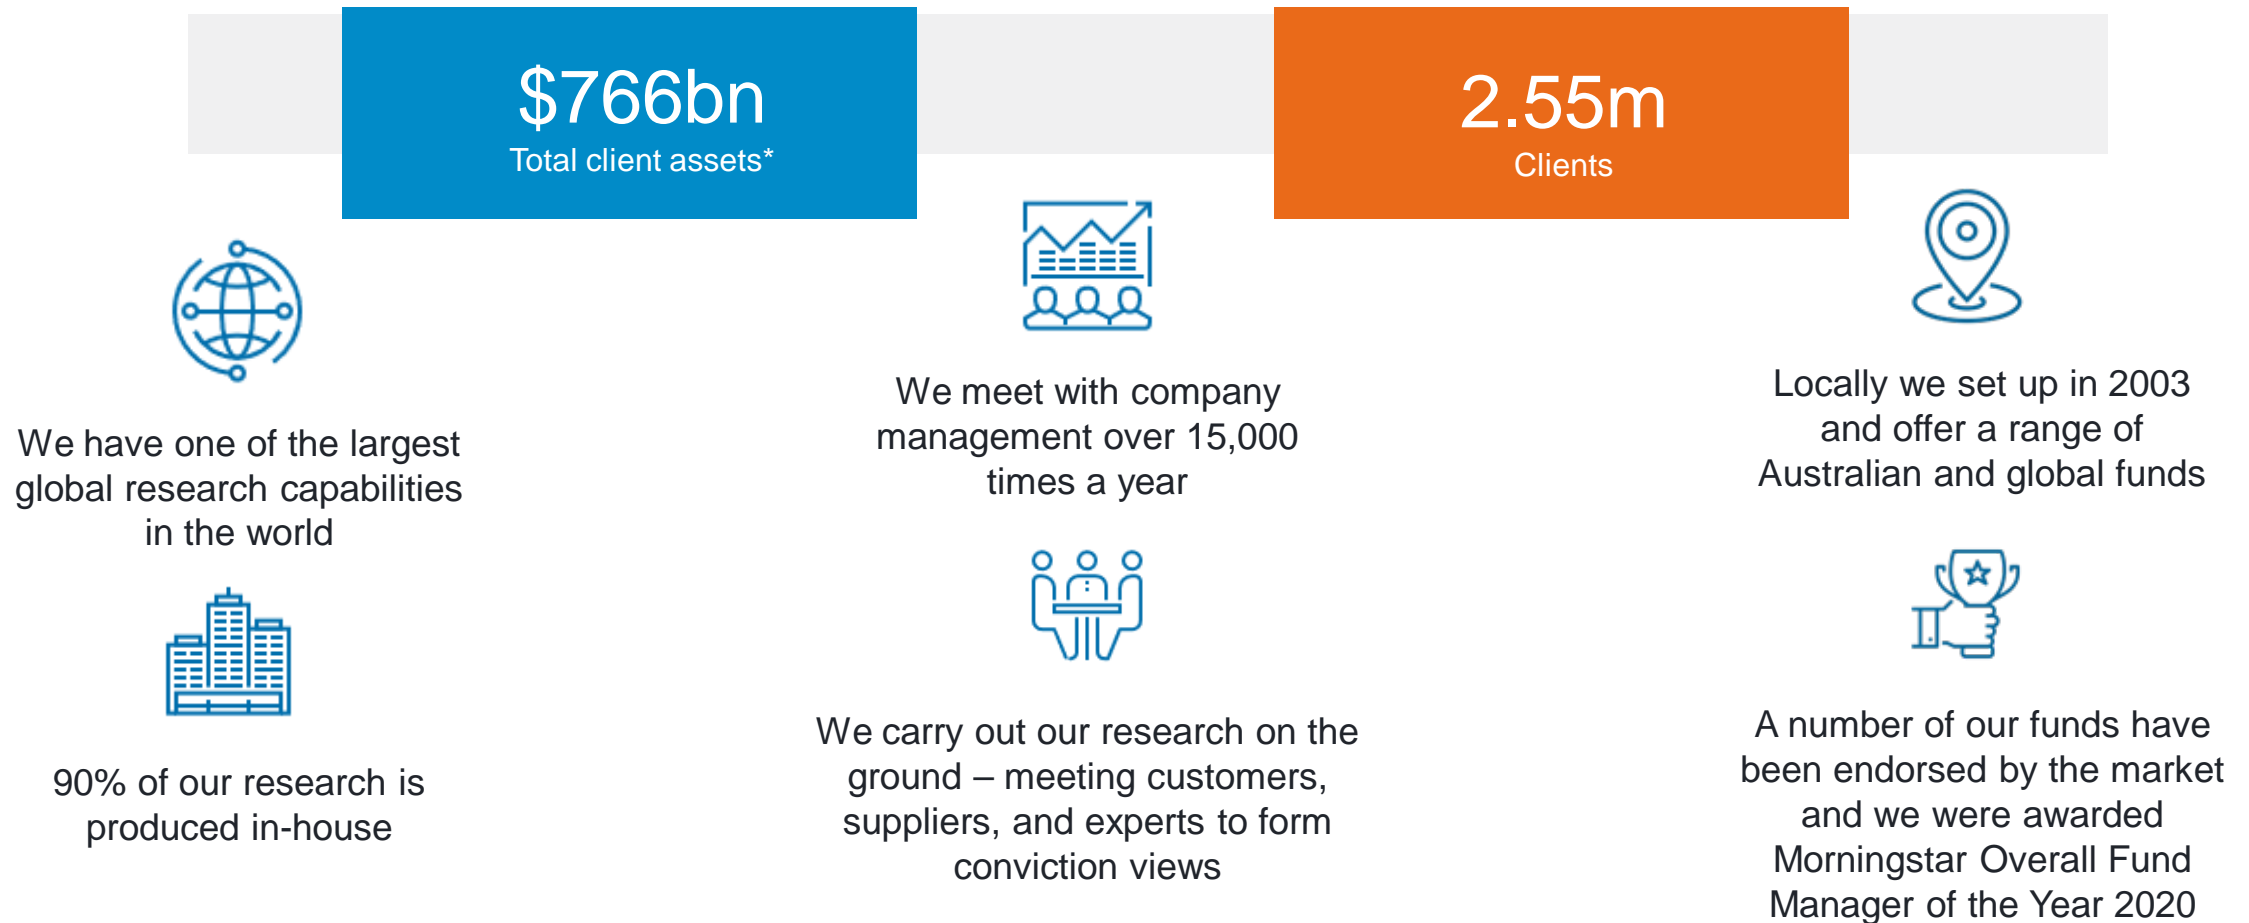 $766bn
Total client assets*
2.55m
Clients
We have one of the largest
global research capabilities
in the world
90% of our research is
produced in-house
We meet with company
management over 15,000
times a year
We carry out our research on the
ground – meeting customers,
suppliers, and experts to form
conviction views
Locally we set up in 2003
and offer a range of
Australian and global funds
A number of our funds have
been endorsed by the market
and we were awarded
Morningstar Overall Fund
Manager of the Year 2020